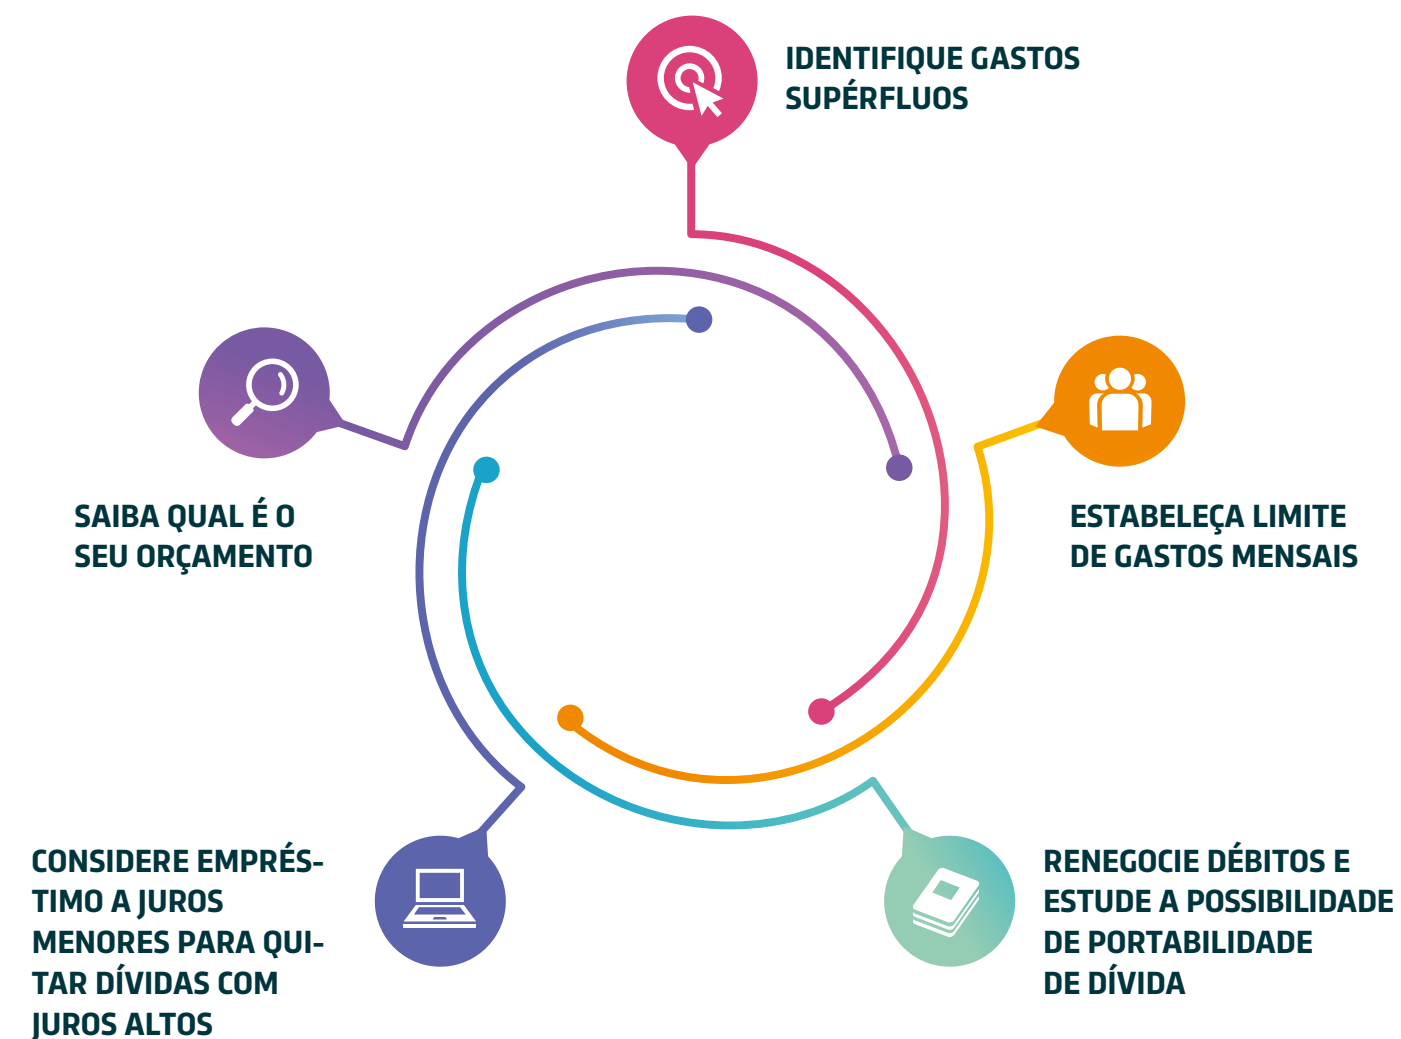 IDENTIFIQUE GASTOS
SUPÉRFLUOS
SAIBA QUAL É O
SEU ORÇAMENTO
ESTABELEÇA LIMITE
DE GASTOS MENSAIS
CONSIDERE EMPRÉS-
TIMO A JUROS
MENORES PARA QUI-
TAR DÍVIDAS COM
JUROS ALTOS
RENEGOCIE DÉBITOS E
ESTUDE A POSSIBILIDADE
DE PORTABILIDADE
DE DÍVIDA